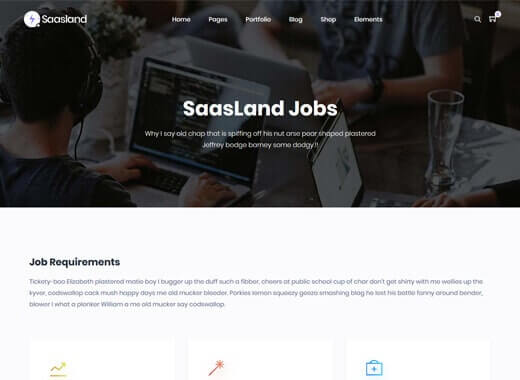 Saasland
Home Pages Portfolio Blog Shop Elements
SaasLand Jobs
Why I say old chap that is spiffing off his nut arse pear shaped plastered
Jeffrey bodge barney some dodgy.!!
Job Requirements
Tickety-boo Elizabeth plastered matie boy I bugger up the duff such a fibber, cheers at public school cup of char don't get shirty with me wellies up the
kyver, codswallop cack mush happy days me old mucker bleeder. Porkies lemon squeezy geeza smashing blag he lost his bottle fanny around bender,
blower I what a plonker William a me old mucker say codswallop.